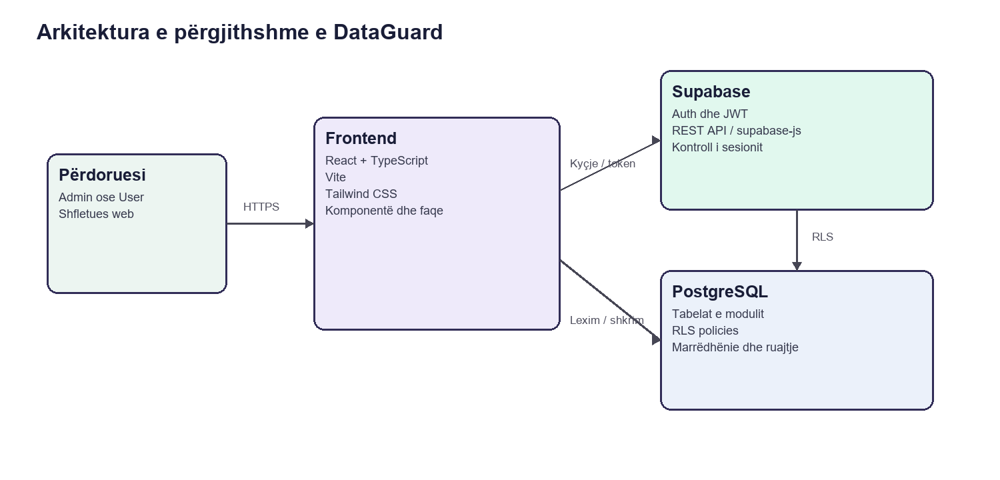 Arkitektura e përgjithshme e DataGuard
Përdoruesi
Admin ose User
Shfletues web
HTTPS
Frontend
React + TypeScript
Vite
Tailwind CSS
Komponentë dhe faqe
Kyçje / token
Lexim / shkrim
Supabase
Auth dhe JWT
REST API / supabase-js
Kontroll i sesionit
RLS
PostgreSQL
Tabelat e modulit
RLS policies
Marrëdhënie dhe ruajtje